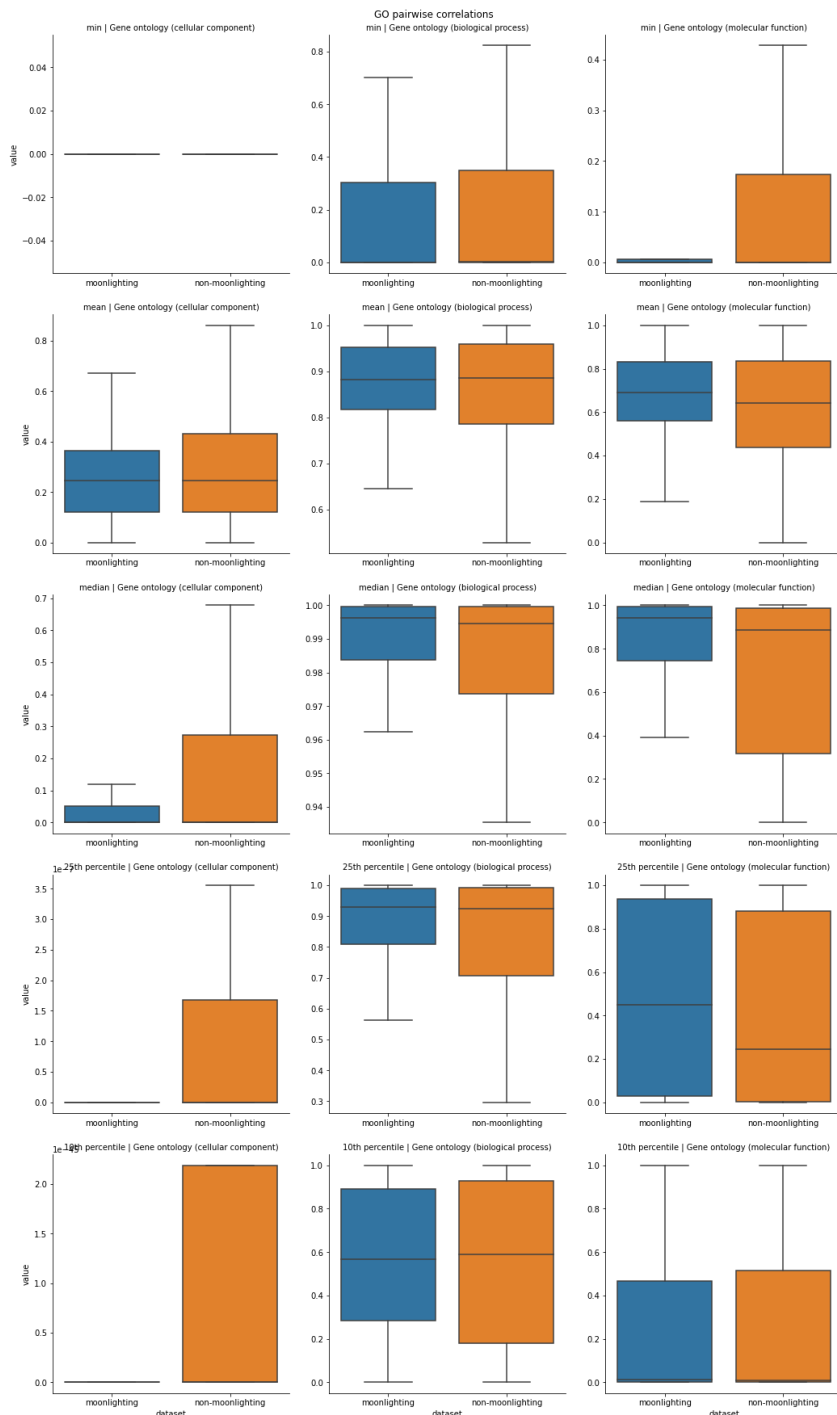 GO pairwise correlations
min | Gene ontology (cellular component)
min | Gene ontology (biological process)
min | Gene ontology (molecular function)
value
0.04
0.02
0.00
−0.02
−0.04
moonlighting non-moonlighting
0.8
0.6
0.4
0.2
0.0
moonlighting non-moonlighting
0.4
0.3
0.2
0.1
0.0
moonlighting non-moonlighting
mean | Gene ontology (cellular component)
mean | Gene ontology (biological process)
mean | Gene ontology (molecular function)
value
0.8
0.6
0.4
0.2
0.0
moonlighting non-moonlighting
1.0
0.9
0.8
0.7
0.6
moonlighting non-moonlighting
1.0
0.8
0.6
0.4
0.2
0.0
moonlighting non-moonlighting
median | Gene ontology (cellular component)
median | Gene ontology (biological process)
median | Gene ontology (molecular function)
value
0.7
0.6
0.5
0.4
0.3
0.2
0.1
0.0
moonlighting non-moonlighting
1.00
0.99
0.98
0.97
0.96
0.95
0.94
moonlighting non-moonlighting
1.0
0.8
0.6
0.4
0.2
0.0
moonlighting non-moonlighting
25th percentile | Gene ontology (cellular component)
25th percentile | Gene ontology (biological process)
25th percentile | Gene ontology (molecular function)
1e−7
value
3.5
3.0
2.5
2.0
1.5
1.0
0.5
0.0
moonlighting non-moonlighting
1.0
0.9
0.8
0.7
0.6
0.5
0.4
0.3
moonlighting non-moonlighting
1.0
0.8
0.6
0.4
0.2
0.0
moonlighting non-moonlighting
10th percentile | Gene ontology (cellular component)
10th percentile | Gene ontology (biological process)
10th percentile | Gene ontology (molecular function)
value
2.0
1.5
1.0
0.5
0.0
moonlighting non-moonlighting
dataset
1.0
0.8
0.6
0.4
0.2
0.0
moonlighting non-moonlighting
dataset
1.0
0.8
0.6
0.4
0.2
0.0
moonlighting non-moonlighting
dataset